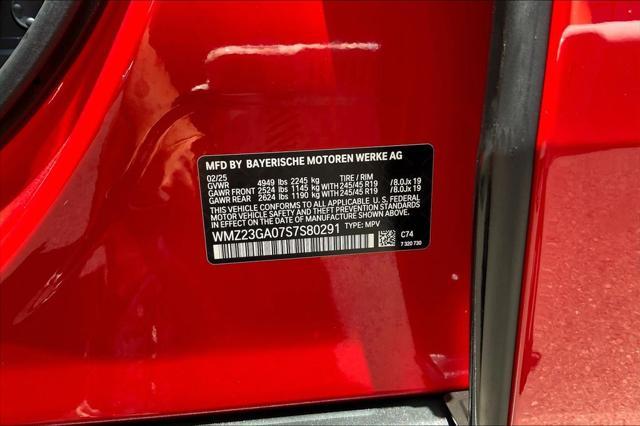 MFD BY BAYERISCHE MOTOREN WERKE AG
02/25 TIRE / RIM
GVWR 4949 lbs 2245 kg
GAWR FRONT 2524 lbs 1145 kg WITH 245/45 R19 /8.0Jx 19
GAWR REAR 2624 lbs 1190 kg WITH 245/45 R19 /8.0Jx 19
THIS VEHICLE CONFORMS TO ALL APPLICABLE FEDERAL
MOTOR VEHICLE SAFETY AND THEFT PREVENTION STANDARDS
IN EFFECT ON THE DATE OF MANUFACTURE SHOWN ABOVE.
WMZ23GA07S7S80291 TYPE: MPV
C74
7 320 730